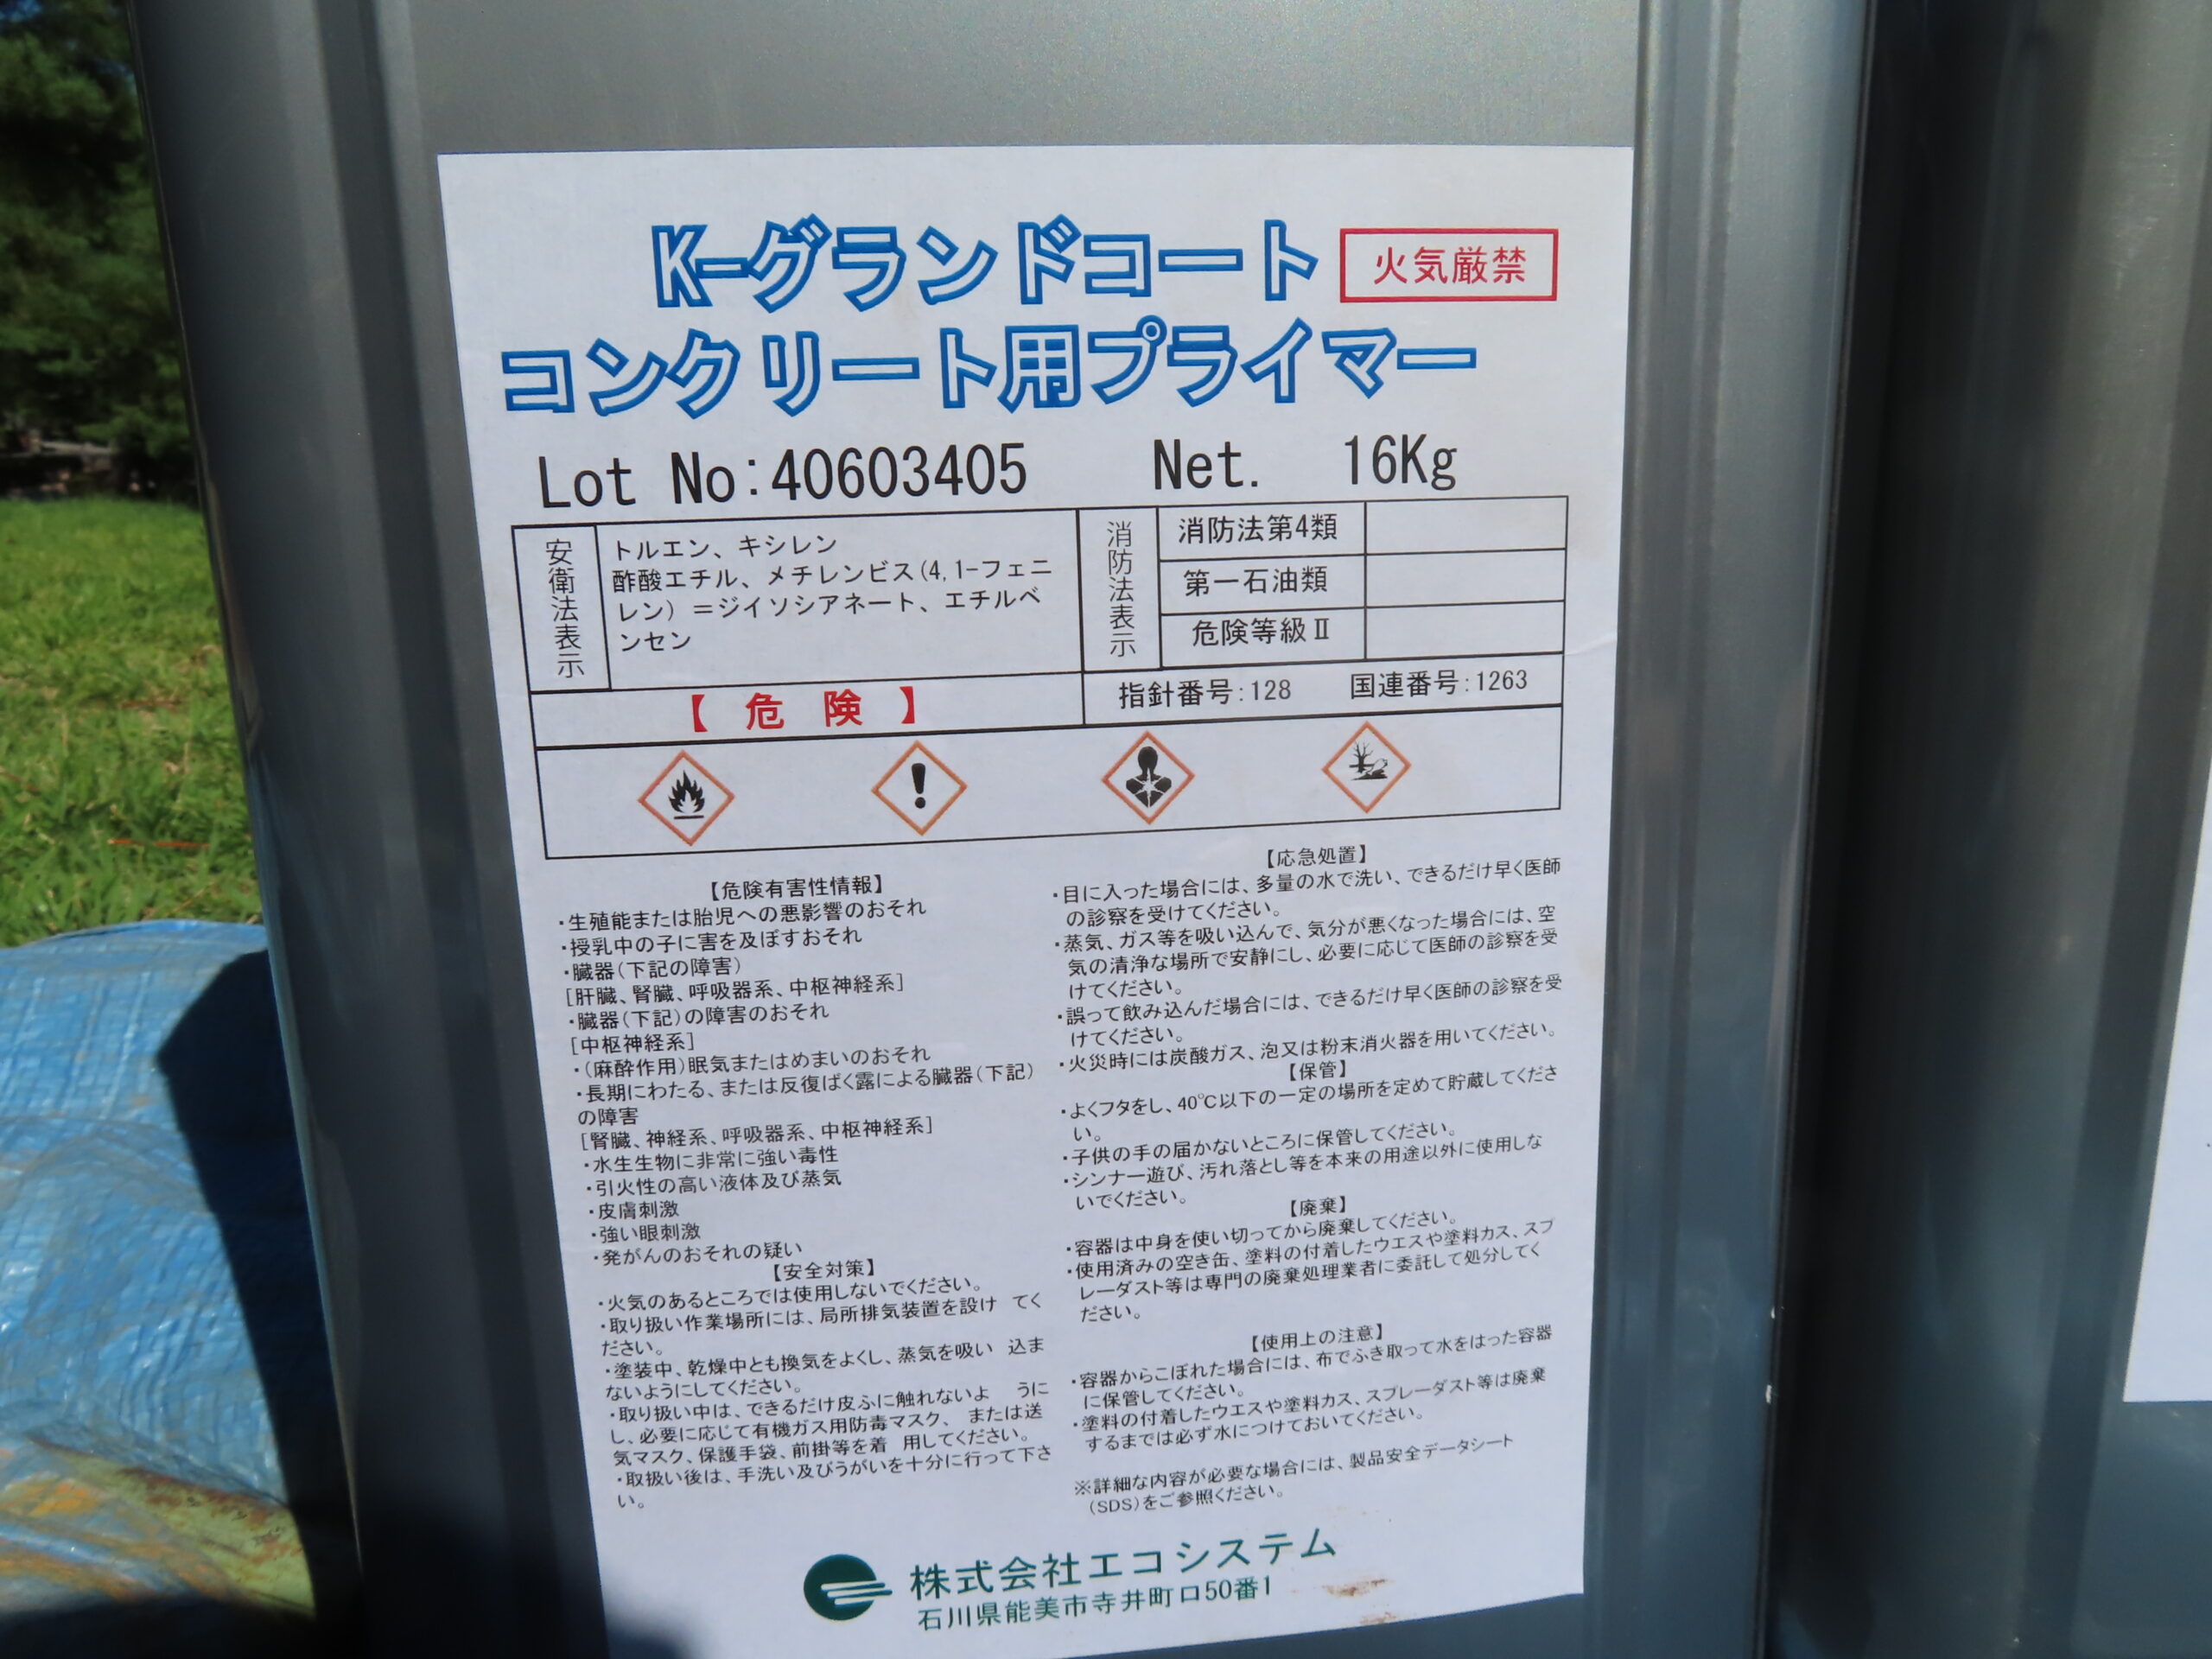 K-グランドコート
火気厳禁
コンクリート用プライマー
Lot No:40603405 Net. 16Kg
安衛法表示
トルエン、キシレン
酢酸エチル、メチレンビス(4,1-フェニ
レン)＝ジイソシアネート、エチルベ
ンセン
消防法表示
消防法第4類
第一石油類
危険等級Ⅱ
【 危 険 】
指針番号:128 国連番号:1263
【危険有害性情報】
・生殖能または胎児への悪影響のおそれ
・授乳中の子に害を及ぼすおそれ
・臓器(下記の障害)
[肝臓、腎臓、呼吸器系、中枢神経系]
・臓器(下記)の障害のおそれ
[中枢神経系]
・(麻酔作用)眠気またはめまいのおそれ
・長期にわたる、または反復ばく露による臓器(下記)
の障害
[腎臓、神経系、呼吸器系、中枢神経系]
・水生生物に非常に強い毒性
・引火性の高い液体及び蒸気
・皮膚刺激
・強い眼刺激
・発がんのおそれの疑い
【安全対策】
・火気のあるところでは使用しないでください。
・取り扱い作業場所には、局所排気装置を設け てく
ださい。
・塗装中、乾燥中とも換気をよくし、蒸気を吸い 込ま
ないようにしてください。
・取り扱い中は、できるだけ皮ふに触れないよ うに
し、必要に応じて有機ガス用防毒マスク、 または送
気マスク、保護手袋、前掛等を着 用してください。
・取扱い後は、手洗い及びうがいを十分に行って下さ
い。
【応急処置】
・目に入った場合には、多量の水で洗い、できるだけ早く医師
の診察を受けてください。
・蒸気、ガス等を吸い込んで、気分が悪くなった場合には、空
気の清浄な場所で安静にし、必要に応じて医師の診察を受
けてください。
・誤って飲み込んだ場合には、できるだけ早く医師の診察を受
けてください。
・火災時には炭酸ガス、泡又は粉末消火器を用いてください。
【保管】
・よくフタをし、40℃以下の一定の場所を定めて貯蔵してくださ
い。
・子供の手の届かないところに保管してください。
・シンナー遊び、汚れ落とし等を本来の用途以外に使用しな
いでください。
【廃棄】
・容器は中身を使い切ってから廃棄してください。
・使用済みの空き缶、塗料の付着したウエスや塗料カス、スプ
レーダスト等は専門の廃棄処理業者に委託して処分してく
ださい。
【使用上の注意】
・容器からこぼれた場合には、布でふき取って水をはった容器
に保管してください。
・塗料の付着したウエスや塗料カス、スプレーダスト等は廃棄
するまでは必ず水につけておいてください。
※詳細な内容が必要な場合には、製品安全データシート
(SDS)をご参照ください。
株式会社エコシステム
石川県能美市寺井町ロ50番1